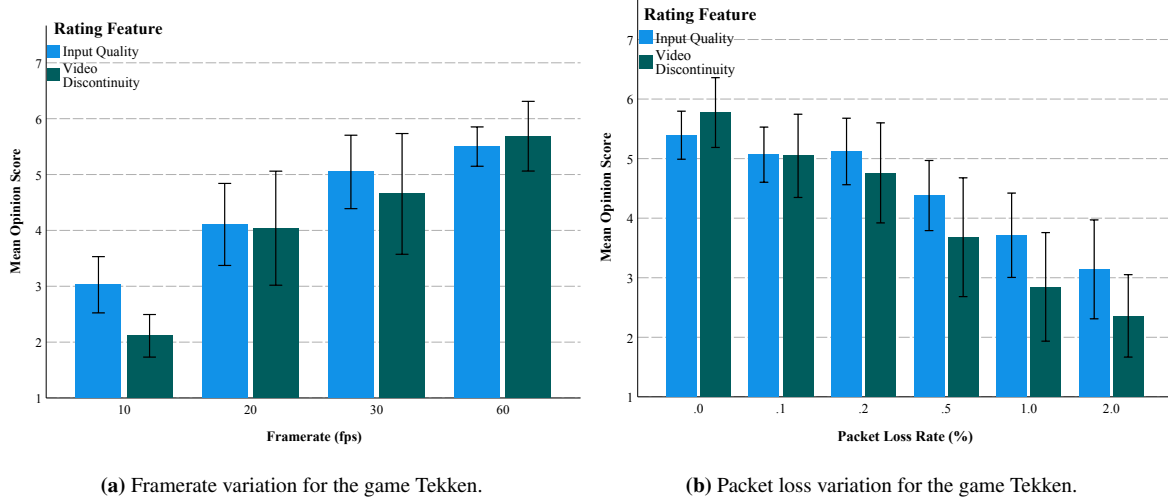 Rating Feature
Input Quality
Video
Discontinuity
7
6
5
4
3
2
1
Mean Opinion Score
10 20 30 60
Framerate (fps)
(a) Framerate variation for the game Tekken.
Rating Feature
Input Quality
Video
Discontinuity
7
6
5
4
3
2
1
Mean Opinion Score
.0 .1 .2 .5 1.0 2.0
Packet Loss Rate (%)
(b) Packet loss variation for the game Tekken.